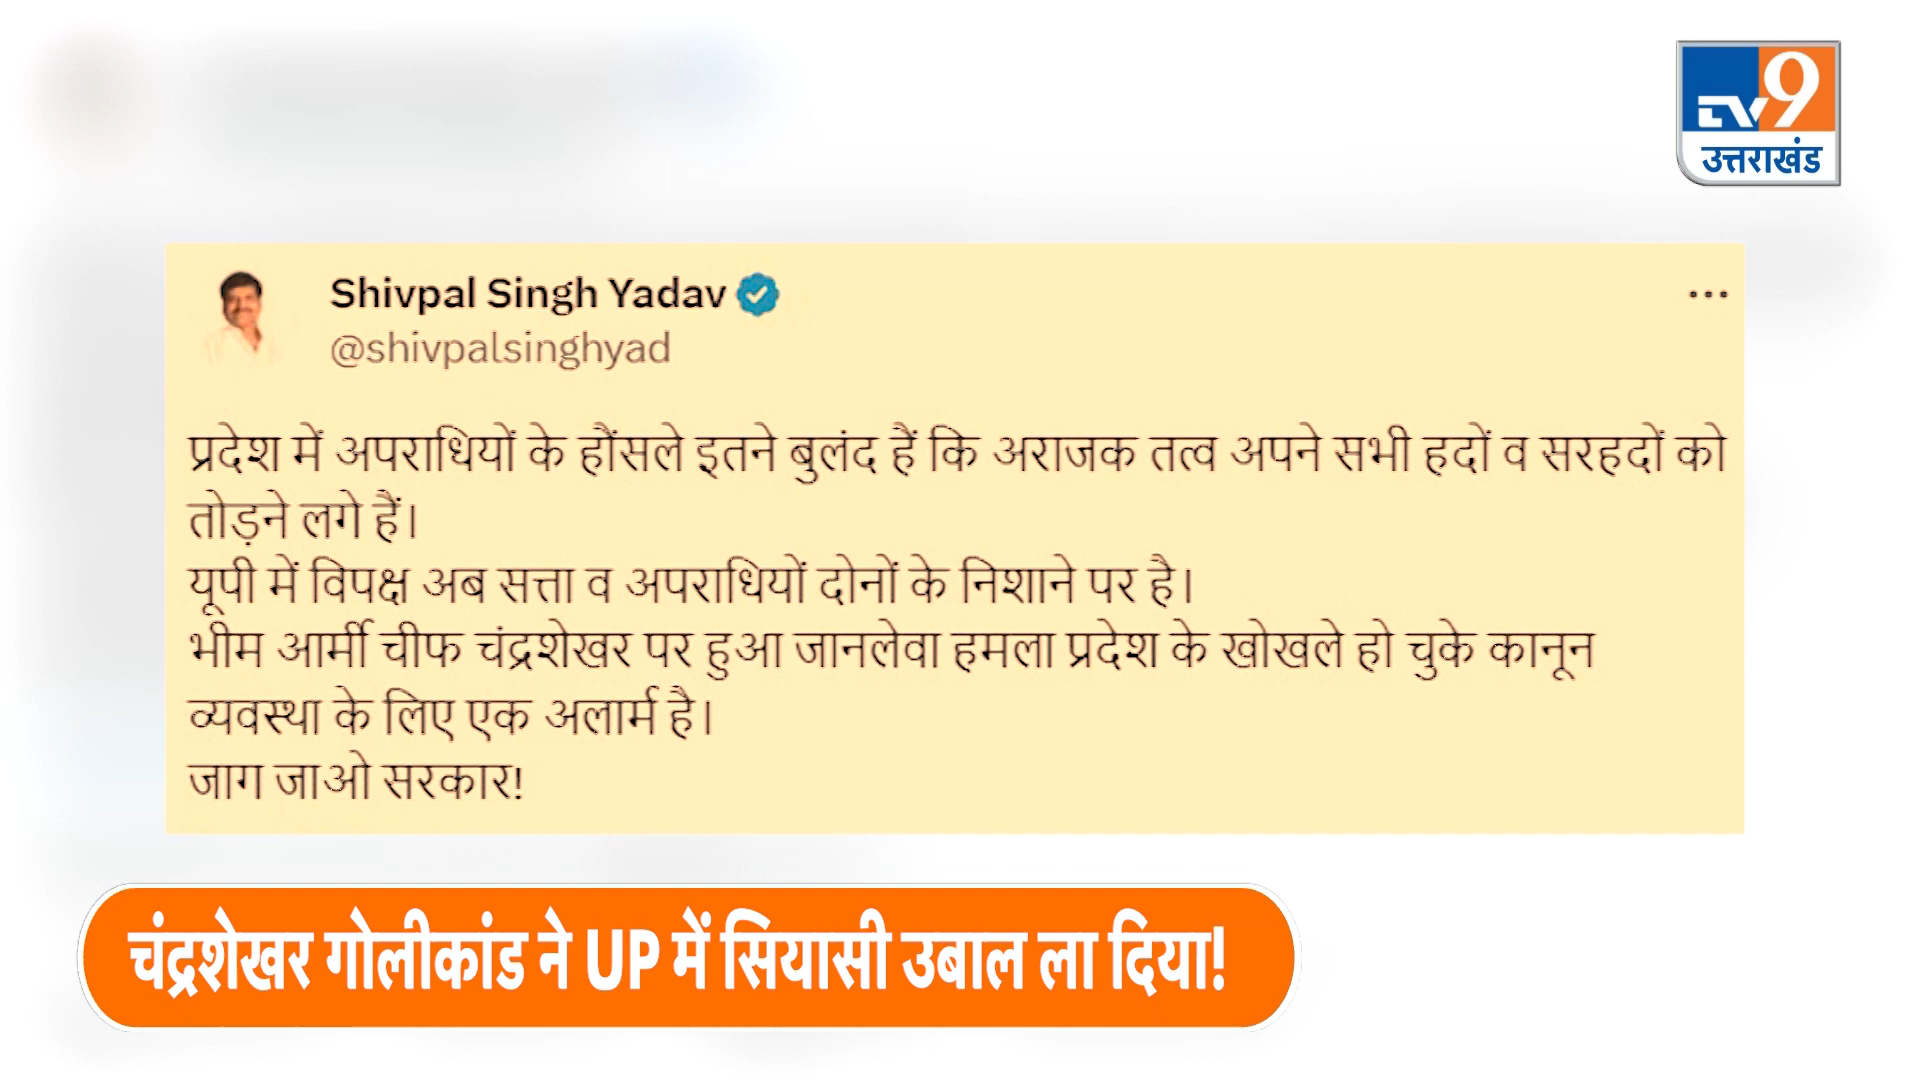 TV9
उत्तराखंड
Shivpal Singh Yadav
@shivpalsinghyad
प्रदेश में अपराधियों के हौंसले इतने बुलंद हैं कि अराजक तत्व अपने सभी हदों व सरहदों को
तोड़ने लगे हैं।
यूपी में विपक्ष अब सत्ता व अपराधियों दोनों के निशाने पर है।
भीम आर्मी चीफ चंद्रशेखर पर हुआ जानलेवा हमला प्रदेश के खोखले हो चुके कानून
व्यवस्था के लिए एक अलार्म है।
जाग जाओ सरकार!
चंद्रशेखर गोलीकांड ने UP में सियासी उबाल ला दिया!